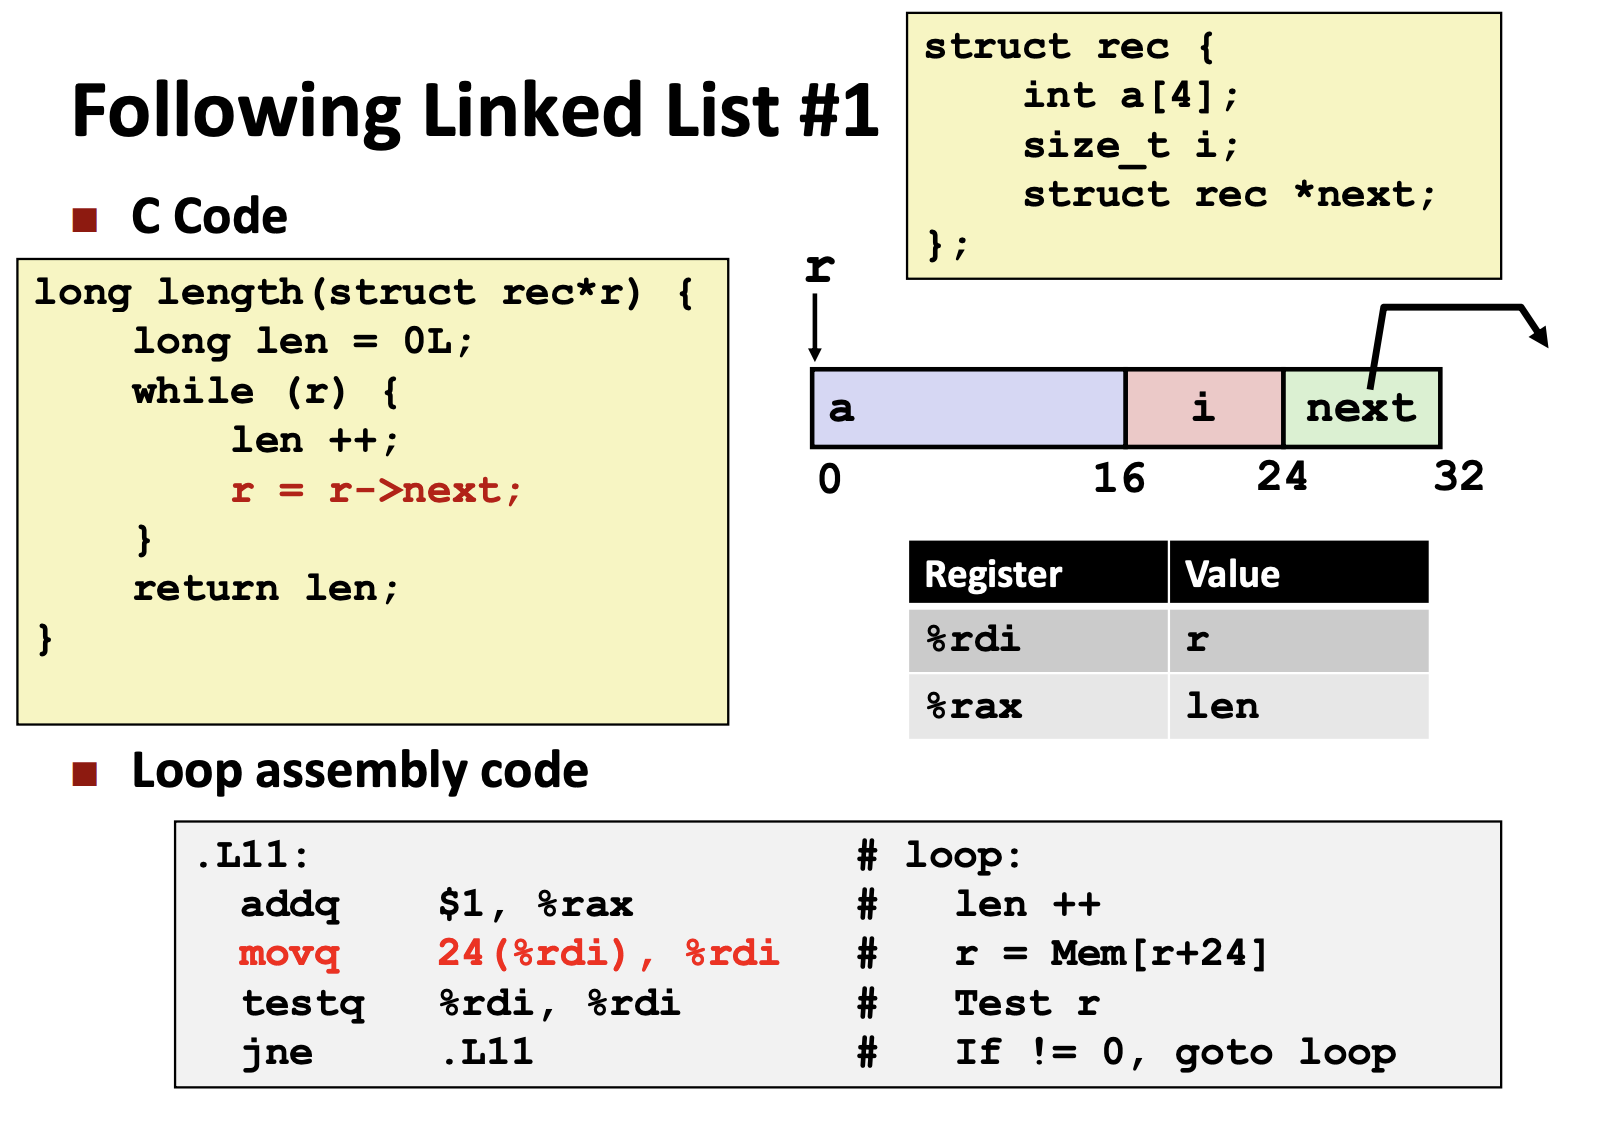 Following Linked List #1
struct rec {
    int a[4];
    size_t i;
    struct rec *next;
};
■ C Code
long length(struct rec*r) {
    long len = 0L;
    while (r) {
        len ++;
        r = r->next;
    }
    return len;
}
r
a i next
0 16 24 32
Register Value
%rdi r
%rax len
■ Loop assembly code
.L11: # loop:
  addq $1, %rax # len ++
  movq 24(%rdi), %rdi # r = Mem[r+24]
  testq %rdi, %rdi # Test r
  jne .L11 # If != 0, goto loop